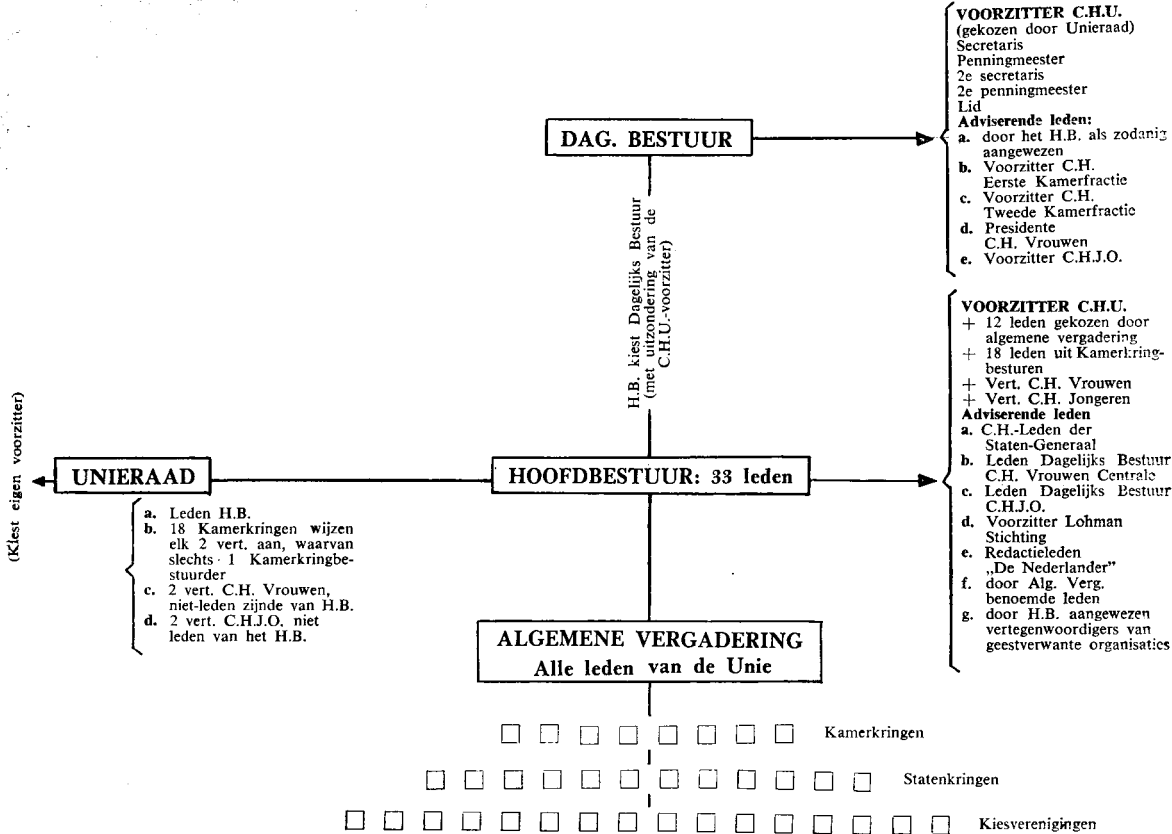 VOORZITTER C.H.U.
(gekozen door Unieraad)
Secretaris
Penningmeester
2e secretaris
2e penningmeester
Lid
Adviserende leden:
a. door het H.B. als zodanig
aangewezen
b. Voorzitter C.H.
Eerste Kamerfractie
c. Voorzitter C.H.
Tweede Kamerfractie
d. Presidente
C.H. Vrouwen
e. Voorzitter C.H.J.O.
DAG. BESTUUR
H.B. kiest Dagelijks Bestuur
(met uitzondering van de
C.H.U.-voorzitter)
VOORZITTER C.H.U.
+ 12 leden gekozen door
algemene vergadering
+ 18 leden uit Kamerkring-
besturen
+ Vert. C.H. Vrouwen
+ Vert. C.H. Jongeren
Adviserende leden
a. C.H.-Leden der
Staten-Generaal
b. Leden Dagelijks Bestuur
C.H. Vrouwen Centrale
c. Leden Dagelijks Bestuur
C.H.J.O.
d. Voorzitter Lohman
Stichting
e. Redactieleden
„De Nederlander”
f. door Alg. Verg.
benoemde leden
g. door H.B. aangewezen
vertegenwoordigers van
geestverwante organisaties
(Kiest eigen voorzitter)
UNIERAAD
HOOFDBESTUUR: 33 leden
a. Leden H.B.
b. 18 Kamerkringen wijzen
elk 2 vert. aan, waarvan
slechts 1 Kamerkringbe-
stuurder
c. 2 vert. C.H. Vrouwen,
niet-leden zijnde van H.B.
d. 2 vert. C.H.J.O. niet
leden van het H.B.
ALGEMENE VERGADERING
Alle leden van de Unie
Kamerkringen
Statenkringen
Kiesverenigingen